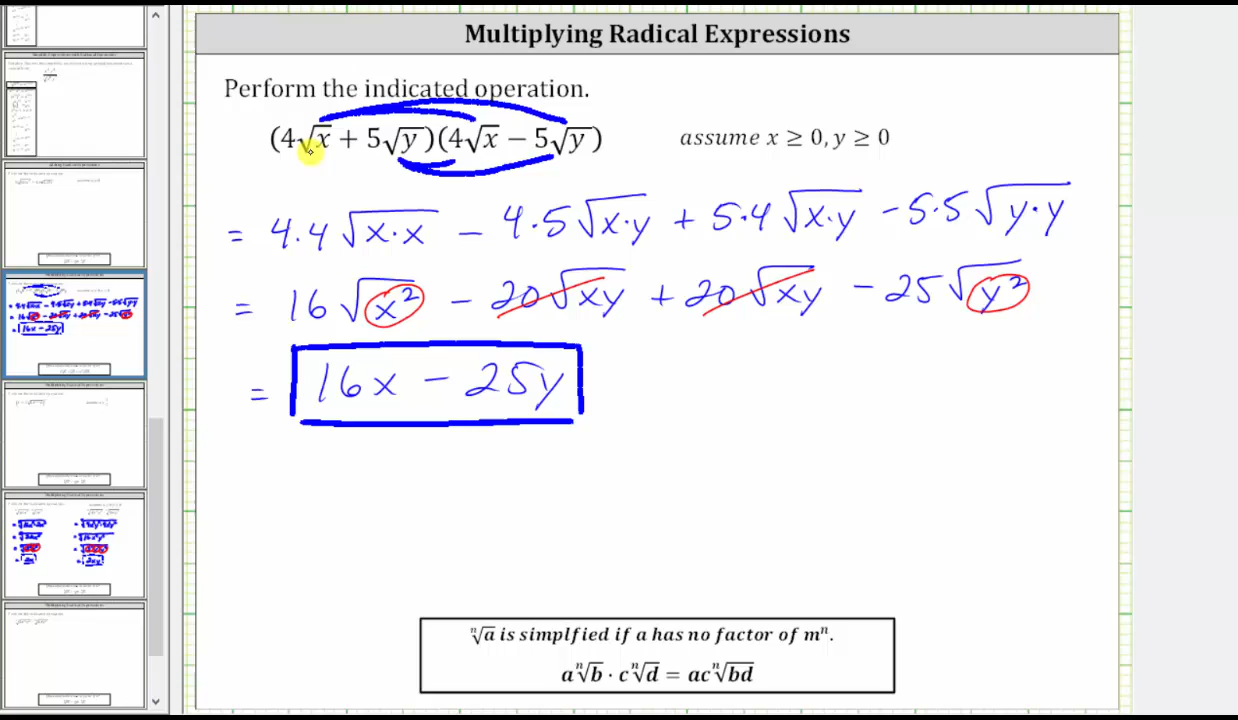 Multiplying Radical Expressions
Perform the indicated operation.
(4√x + 5√y)(4√x − 5√y) assume x ≥ 0, y ≥ 0
= 4·4√x·x − 4·5√x·y + 5·4√x·y − 5·5√y·y
= 16√x² − 20√xy + 20√xy − 25√y²
= 16x − 25y
ⁿ√a is simplfied if a has no factor of mⁿ.
aⁿ√b · cⁿ√d = acⁿ√bd